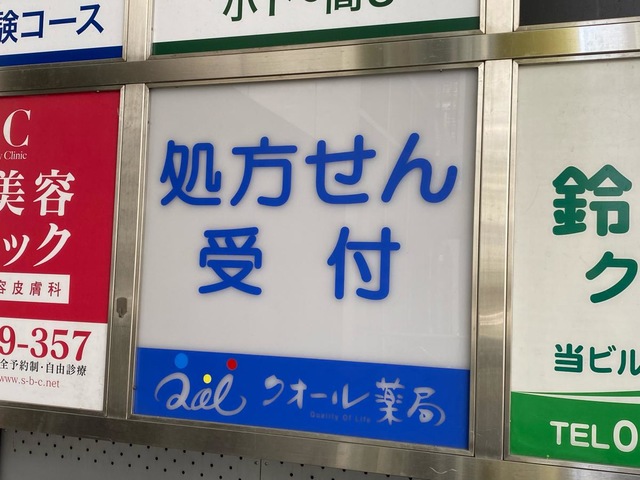 験コース
C
y Clinic
美容
ック
容皮膚科
9-357
全予約制・自由診療
www.s-b-c.net
処方せん
受付
Qol クオール薬局
Quality Of Life
鈴
ク
当ビル
TEL0